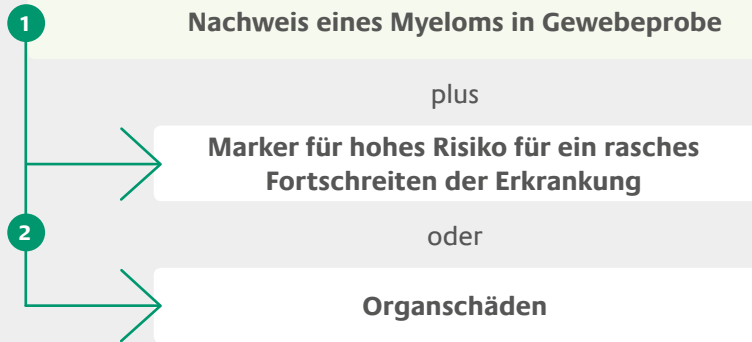 1
Nachweis eines Myeloms in Gewebeprobe
plus
Marker für hohes Risiko für ein rasches
Fortschreiten der Erkrankung
2
oder
Organschäden